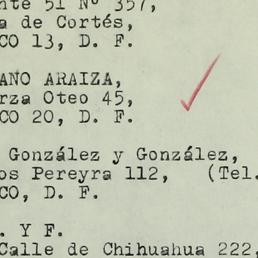 nte 51 Nº 357,
a de Cortés,
CO 13, D. F.
ANO ARAIZA,
rza Oteo 45,
CO 20, D. F.
González y González,
os Pereyra 112, (Tel.
CO, D. F.
. Y F.
Calle de Chihuahua 222,